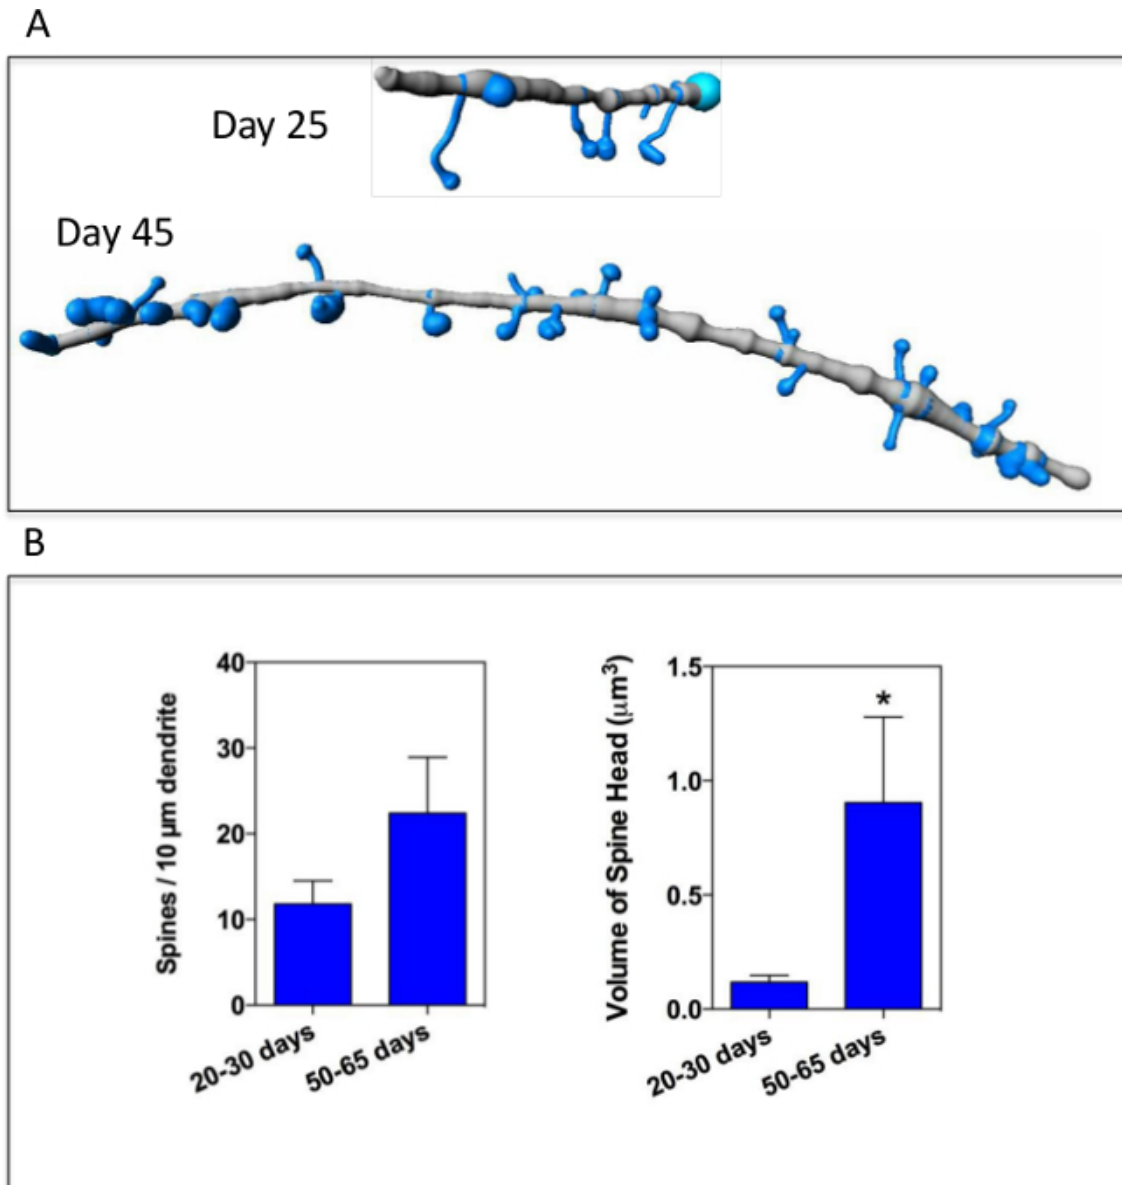 A
Day 25
Day 45
B
Spines / 10 µm dendrite
40
30
20
10
0
20-30 days
50-65 days
Volume of Spine Head (µm³)
1.5
1.0
0.5
0.0
*
20-30 days
50-65 days